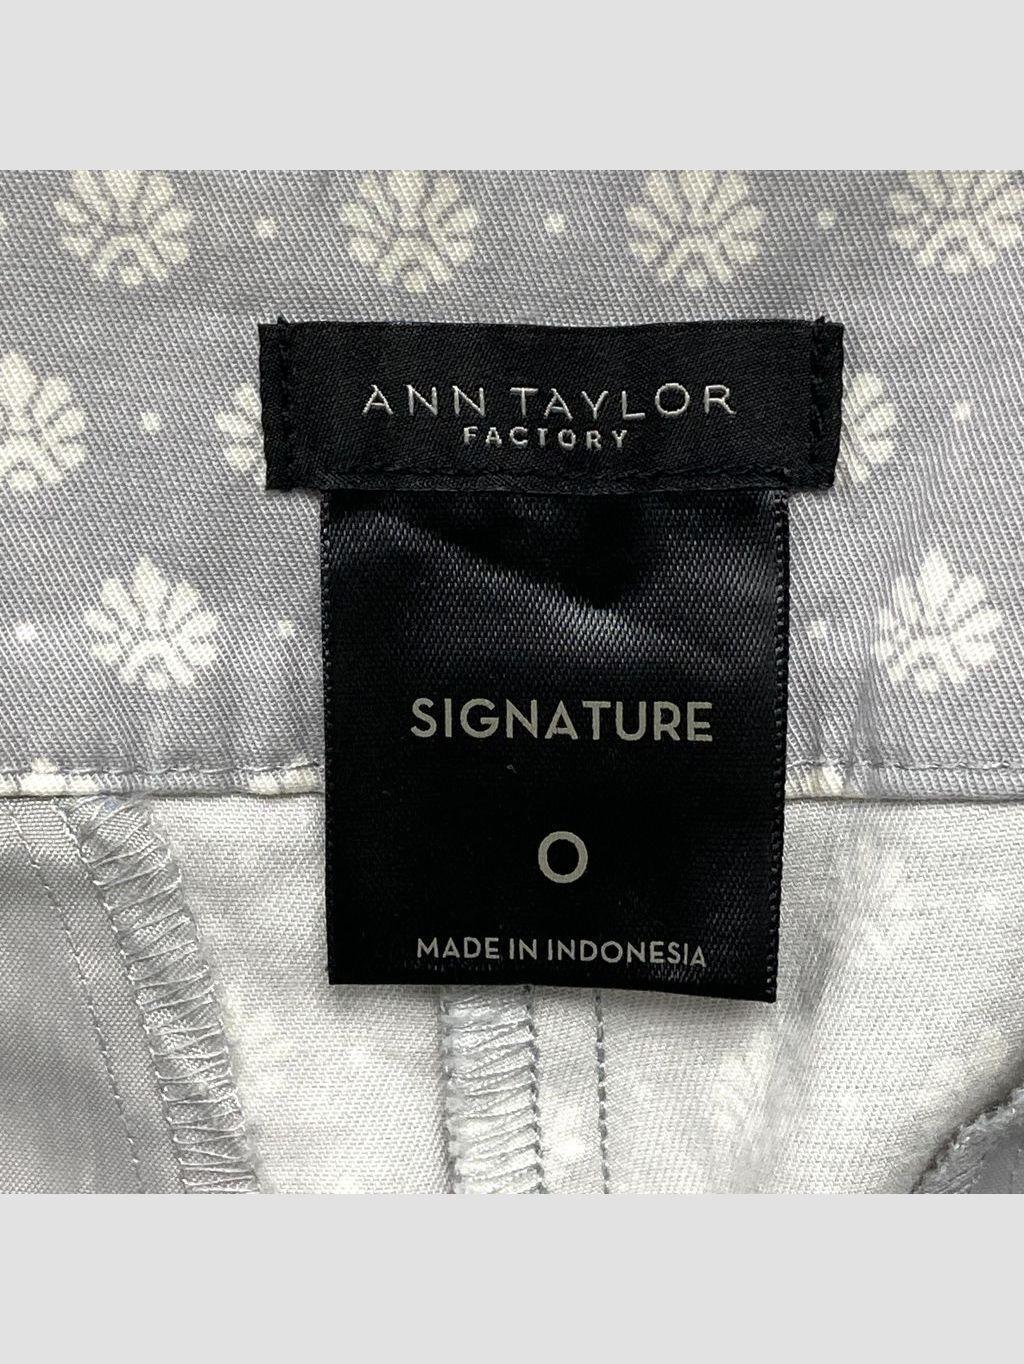 ANN TAYLOR
FACTORY
SIGNATURE
0
MADE IN INDONESIA